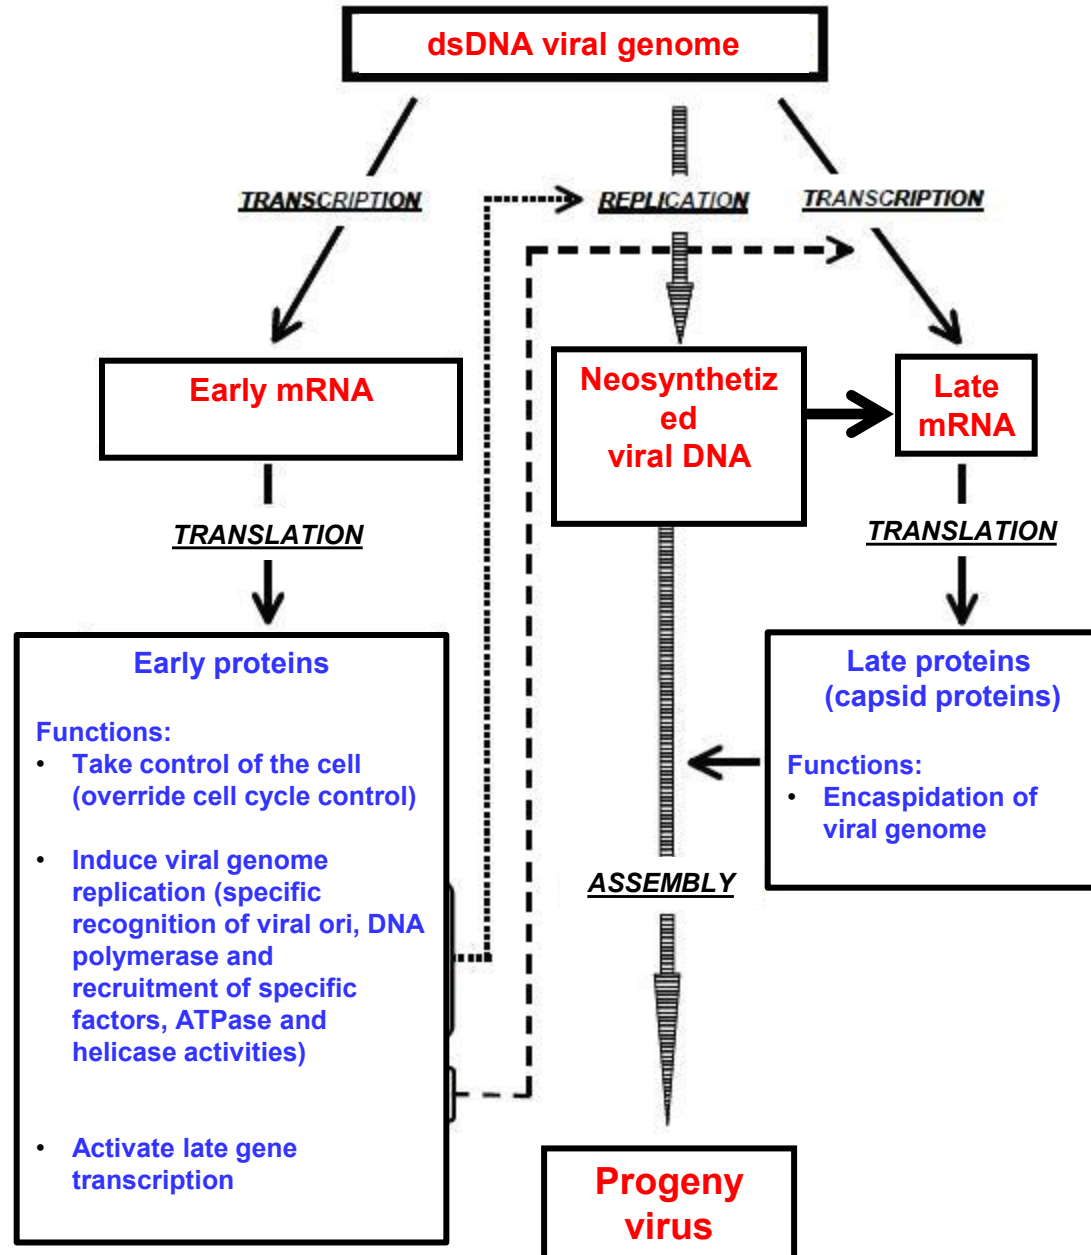 dsDNA viral genome
TRANSCRIPTION
REPLICATION
TRANSCRIPTION
Early mRNA
Neosynthetiz
ed
viral DNA
Late
mRNA
TRANSLATION
TRANSLATION
Early proteins
Functions:
• Take control of the cell
(override cell cycle control)
• Induce viral genome
replication (specific
recognition of viral ori, DNA
polymerase and
recruitment of specific
factors, ATPase and
helicase activities)
• Activate late gene
transcription
Late proteins
(capsid proteins)
Functions:
• Encaspidation of
viral genome
ASSEMBLY
Progeny
virus